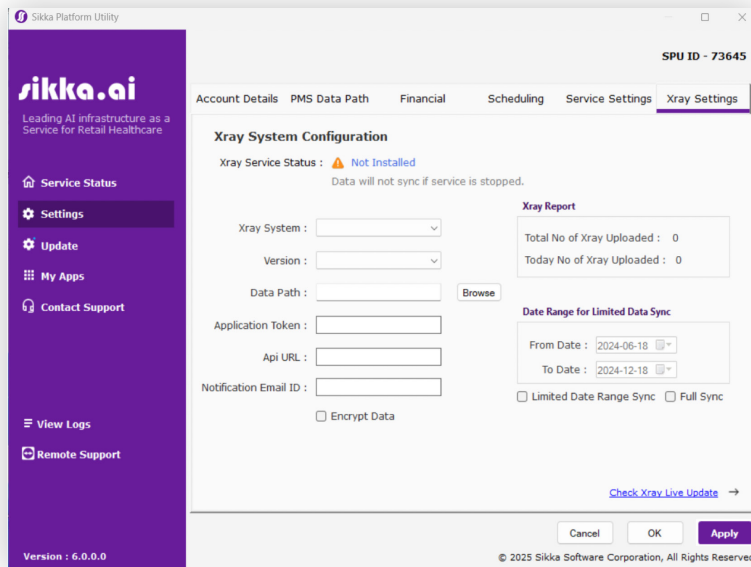 Sikka Platform Utility
SPU ID - 73645
sikka.ai
Leading AI infrastructure as a
Service for Retail Healthcare
Service Status
Settings
Update
My Apps
Contact Support
View Logs
Remote Support
Version : 6.0.0.0
Account Details PMS Data Path Financial Scheduling Service Settings Xray Settings
Xray System Configuration
Xray Service Status : Not Installed
Data will not sync if service is stopped.
Xray System :
Version :
Data Path : Browse
Application Token :
Api URL :
Notification Email ID :
Encrypt Data
Xray Report
Total No of Xray Uploaded : 0
Today No of Xray Uploaded : 0
Date Range for Limited Data Sync
From Date : 2024-06-18
To Date : 2024-12-18
Limited Date Range Sync Full Sync
Check Xray Live Update →
Cancel OK Apply
© 2025 Sikka Software Corporation, All Rights Reserved